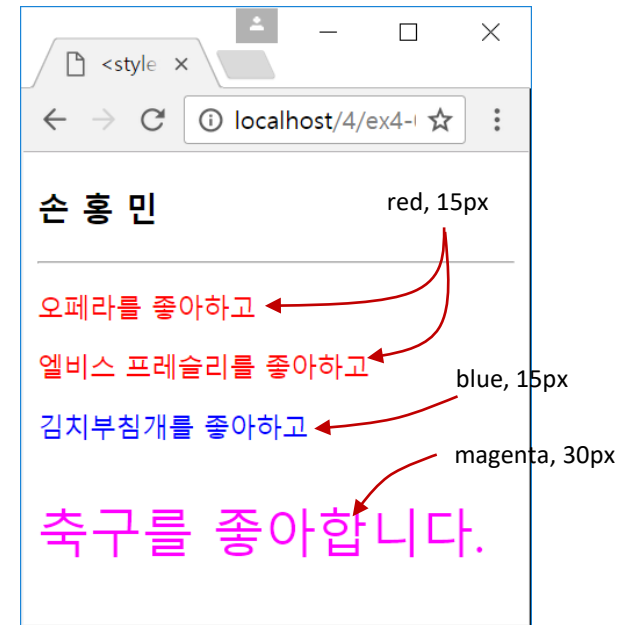 <style
localhost/4/ex4-
손 홍 민
red, 15px
오페라를 좋아하고
엘비스 프레슬리를 좋아하고
blue, 15px
김치부침개를 좋아하고
magenta, 30px
축구를 좋아합니다.